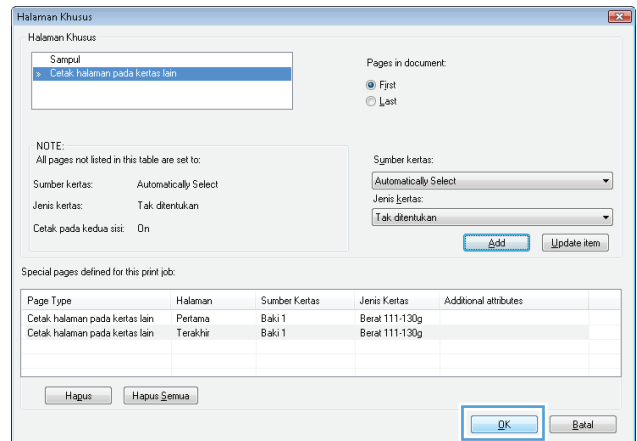 Halaman Khusus
Halaman Khusus
Sampul
» Cetak halaman pada kertas lain
Pages in document:
First
Last
NOTE:
All pages not listed in this table are set to:
Sumber kertas: Automatically Select
Jenis kertas: Tak ditentukan
Cetak pada kedua sisi: On
Sumber kertas:
Automatically Select
Jenis kertas:
Tak ditentukan
Add Update item
Special pages defined for this print job:
Page Type Halaman Sumber Kertas Jenis Kertas Additional attributes
Cetak halaman pada kertas lain Pertama Baki 1 Berat 111-130g
Cetak halaman pada kertas lain Terakhir Baki 1 Berat 111-130g
Hapus Hapus Semua
OK Batal